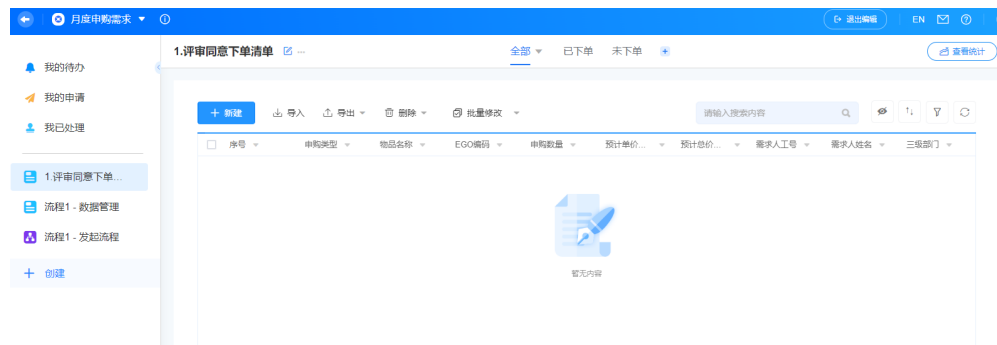 月度申购需求
退出编辑
EN
1.评审同意下单清单
全部
已下单
未下单
查看统计
我的待办
我的申请
我已处理
1.评审同意下单...
流程1 - 数据管理
流程1 - 发起流程
创建
新建
导入
导出
删除
批量修改
请输入搜索内容
序号
申购类型
物品名称
EGO编码
申购数量
预计单价...
预计总价...
需求人工号
需求人姓名
三级部门
暂无内容